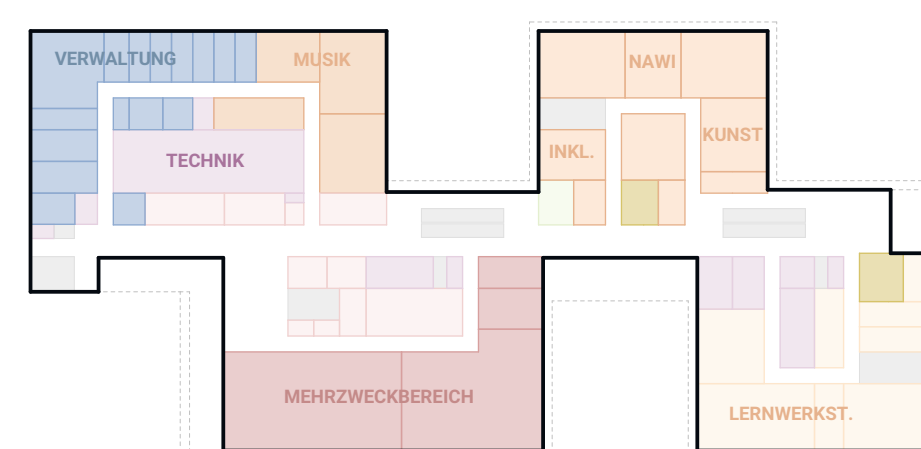 VERWALTUNG
MUSIK
NAWI
KUNST
INKL.
TECHNIK
MEHRZWECKBEREICH
LERNWERKST.